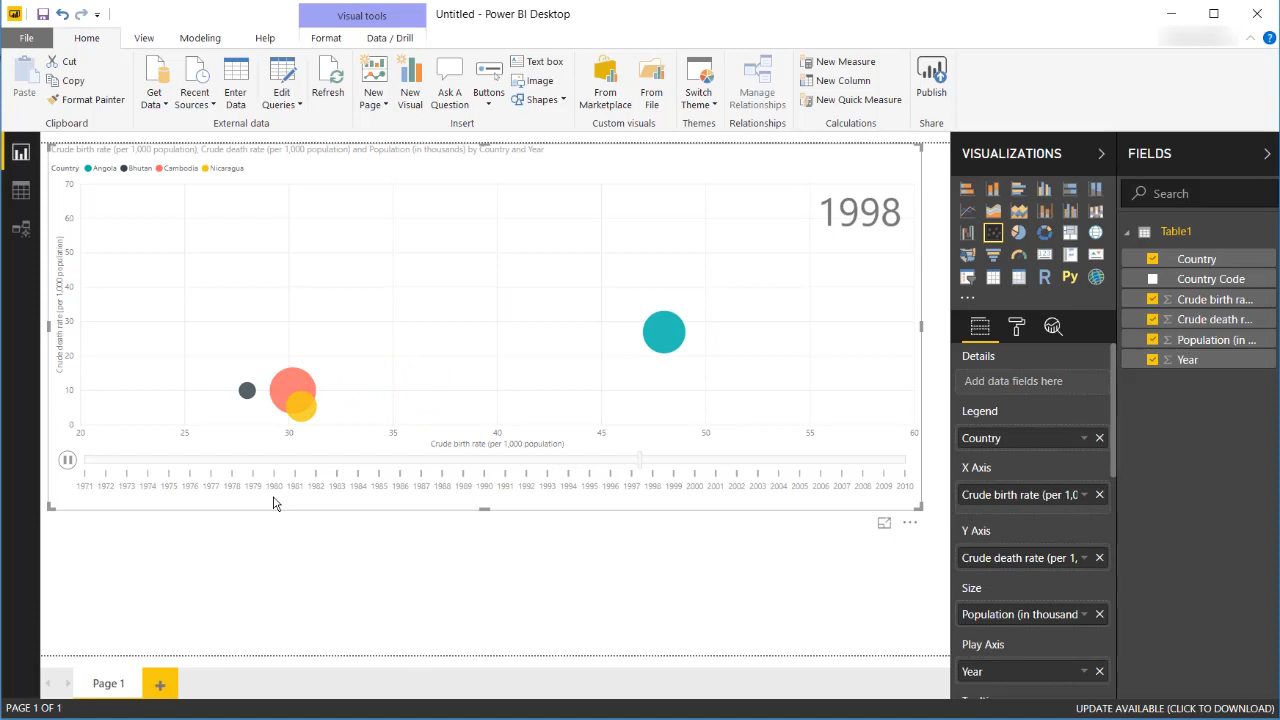 Visual tools
Untitled - Power BI Desktop
File
Home
View
Modeling
Help
Format
Data / Drill
Paste
Cut
Copy
Format Painter
Clipboard
Get
Data
Recent
Sources
Enter
Data
Edit
Queries
Refresh
External data
New
Page
New
Visual
Ask A
Question
Buttons
Text box
Image
Shapes
Insert
From
Marketplace
From
File
Custom visuals
Switch
Theme
Themes
Manage
Relationships
Relationships
New Measure
New Column
New Quick Measure
Calculations
Publish
Share
Crude birth rate (per 1,000 population), Crude death rate (per 1,000 population) and Population (in thousands) by Country and Year
Country Angola Bhutan Cambodia Nicaragua
1998
Crude death rate (per 1,000 population)
70
60
50
40
30
20
10
0
20 25 30 35 40 45 50 55 60
Crude birth rate (per 1,000 population)
1971 1972 1973 1974 1975 1976 1977 1978 1979 1980 1981 1982 1983 1984 1985 1986 1987 1988 1989 1990 1991 1992 1993 1994 1995 1996 1997 1998 1999 2000 2001 2002 2003 2004 2005 2006 2007 2008 2009 2010
VISUALIZATIONS
R
Py
Details
Add data fields here
Legend
Country
X Axis
Crude birth rate (per 1,0
Y Axis
Crude death rate (per 1,
Size
Population (in thousand
Play Axis
Year
FIELDS
Search
Table1
Country
Country Code
Crude birth ra...
Crude death r...
Population (in ...
Year
Page 1
PAGE 1 OF 1
UPDATE AVAILABLE (CLICK TO DOWNLOAD)